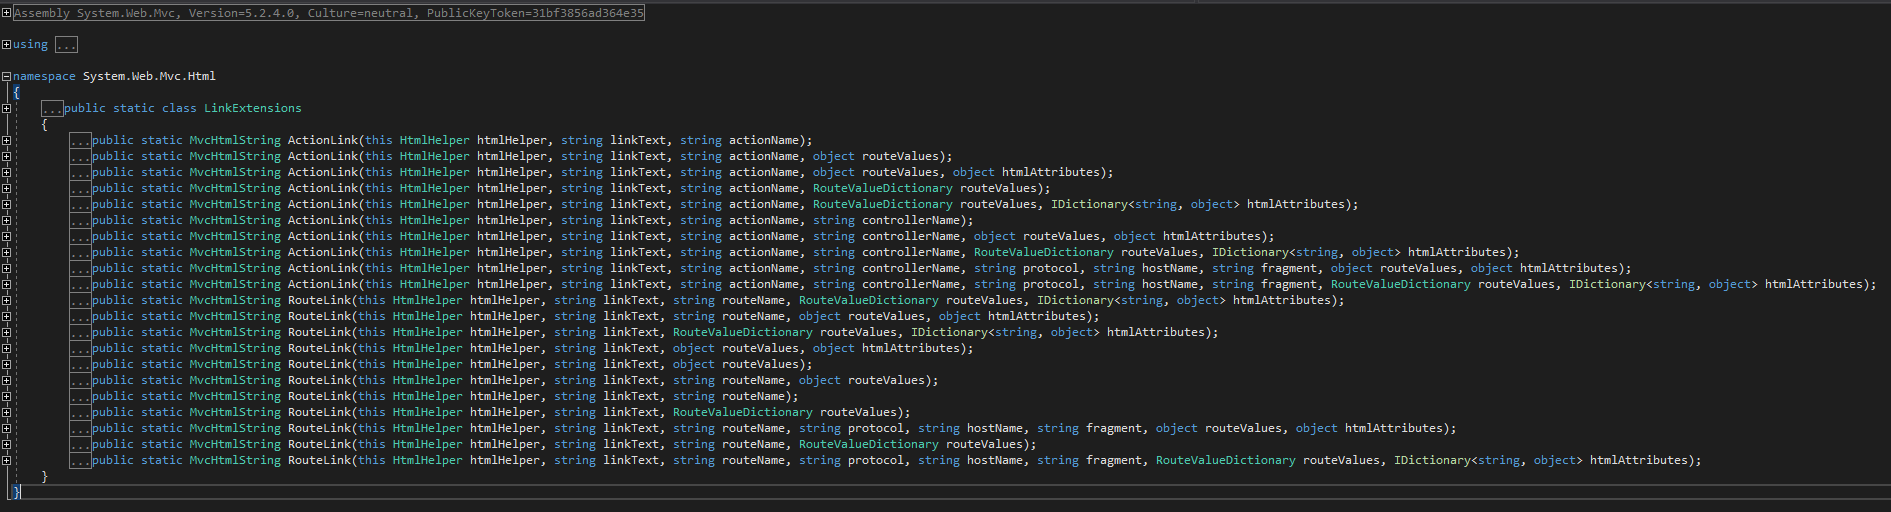 Assembly System.Web.Mvc, Version=5.2.4.0, Culture=neutral, PublicKeyToken=31bf3856ad364e35
using ...
namespace System.Web.Mvc.Html
{
...public static class LinkExtensions
{
...public static MvcHtmlString ActionLink(this HtmlHelper htmlHelper, string linkText, string actionName);
...public static MvcHtmlString ActionLink(this HtmlHelper htmlHelper, string linkText, string actionName, object routeValues);
...public static MvcHtmlString ActionLink(this HtmlHelper htmlHelper, string linkText, string actionName, object routeValues, object htmlAttributes);
...public static MvcHtmlString ActionLink(this HtmlHelper htmlHelper, string linkText, string actionName, RouteValueDictionary routeValues);
...public static MvcHtmlString ActionLink(this HtmlHelper htmlHelper, string linkText, string actionName, RouteValueDictionary routeValues, IDictionary<string, object> htmlAttributes);
...public static MvcHtmlString ActionLink(this HtmlHelper htmlHelper, string linkText, string actionName, string controllerName);
...public static MvcHtmlString ActionLink(this HtmlHelper htmlHelper, string linkText, string actionName, string controllerName, object routeValues, object htmlAttributes);
...public static MvcHtmlString ActionLink(this HtmlHelper htmlHelper, string linkText, string actionName, string controllerName, RouteValueDictionary routeValues, IDictionary<string, object> htmlAttributes);
...public static MvcHtmlString ActionLink(this HtmlHelper htmlHelper, string linkText, string actionName, string controllerName, string protocol, string hostName, string fragment, object routeValues, object htmlAttributes);
...public static MvcHtmlString ActionLink(this HtmlHelper htmlHelper, string linkText, string actionName, string controllerName, string protocol, string hostName, string fragment, RouteValueDictionary routeValues, IDictionary<string, object> htmlAttributes);
...public static MvcHtmlString RouteLink(this HtmlHelper htmlHelper, string linkText, string routeName, RouteValueDictionary routeValues, IDictionary<string, object> htmlAttributes);
...public static MvcHtmlString RouteLink(this HtmlHelper htmlHelper, string linkText, string routeName, object routeValues, object htmlAttributes);
...public static MvcHtmlString RouteLink(this HtmlHelper htmlHelper, string linkText, RouteValueDictionary routeValues, IDictionary<string, object> htmlAttributes);
...public static MvcHtmlString RouteLink(this HtmlHelper htmlHelper, string linkText, object routeValues, object htmlAttributes);
...public static MvcHtmlString RouteLink(this HtmlHelper htmlHelper, string linkText, object routeValues);
...public static MvcHtmlString RouteLink(this HtmlHelper htmlHelper, string linkText, string routeName, object routeValues);
...public static MvcHtmlString RouteLink(this HtmlHelper htmlHelper, string linkText, string routeName);
...public static MvcHtmlString RouteLink(this HtmlHelper htmlHelper, string linkText, RouteValueDictionary routeValues);
...public static MvcHtmlString RouteLink(this HtmlHelper htmlHelper, string linkText, string routeName, string protocol, string hostName, string fragment, object routeValues, object htmlAttributes);
...public static MvcHtmlString RouteLink(this HtmlHelper htmlHelper, string linkText, string routeName, RouteValueDictionary routeValues);
...public static MvcHtmlString RouteLink(this HtmlHelper htmlHelper, string linkText, string routeName, string protocol, string hostName, string fragment, RouteValueDictionary routeValues, IDictionary<string, object> htmlAttributes);
}
}